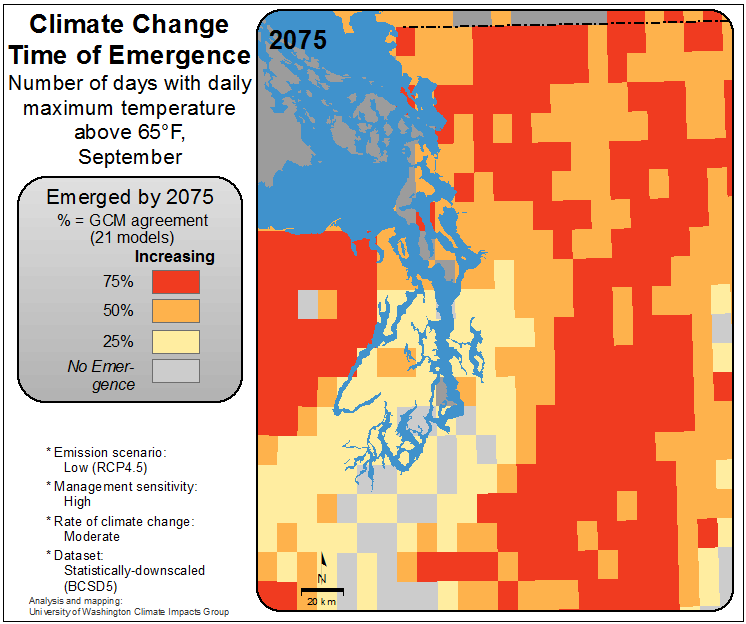 Climate Change
Time of Emergence
Number of days with daily
maximum temperature
above 65°F,
September
Emerged by 2075
% = GCM agreement
(21 models)
Increasing
75%
50%
25%
No Emer-
gence
* Emission scenario:
Low (RCP4.5)
* Management sensitivity:
High
* Rate of climate change:
Moderate
* Dataset:
Statistically-downscaled
(BCSD5)
Analysis and mapping:
University of Washington Climate Impacts Group
2075
N
20 km